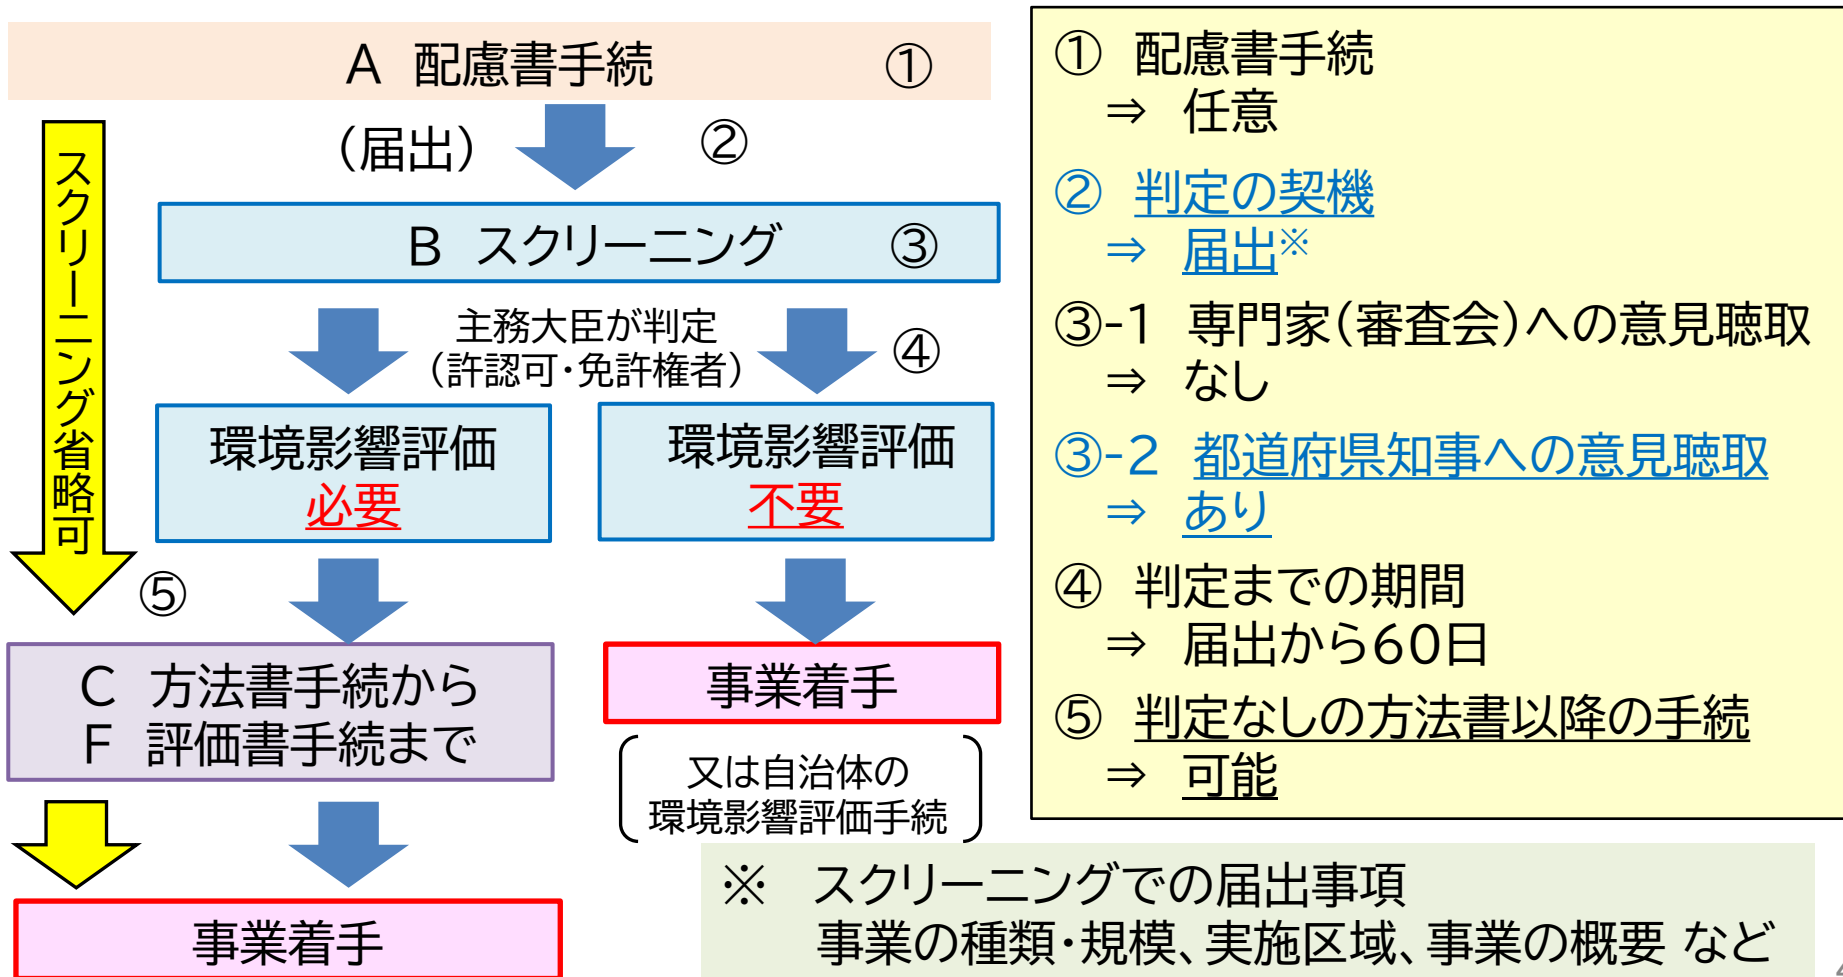 A 配慮書手続 ①
(届出) ②
スクリーニング省略可
B スクリーニング ③
主務大臣が判定
(許認可・免許権者)
④
環境影響評価
必要
環境影響評価
不要
⑤
C 方法書手続から
F 評価書手続まで
事業着手
又は自治体の
環境影響評価手続
事業着手
① 配慮書手続
⇒ 任意
② 判定の契機
⇒ 届出※
③-1 専門家(審査会)への意見聴取
⇒ なし
③-2 都道府県知事への意見聴取
⇒ あり
④ 判定までの期間
⇒ 届出から60日
⑤ 判定なしの方法書以降の手続
⇒ 可能
※ スクリーニングでの届出事項
事業の種類・規模、実施区域、事業の概要 など